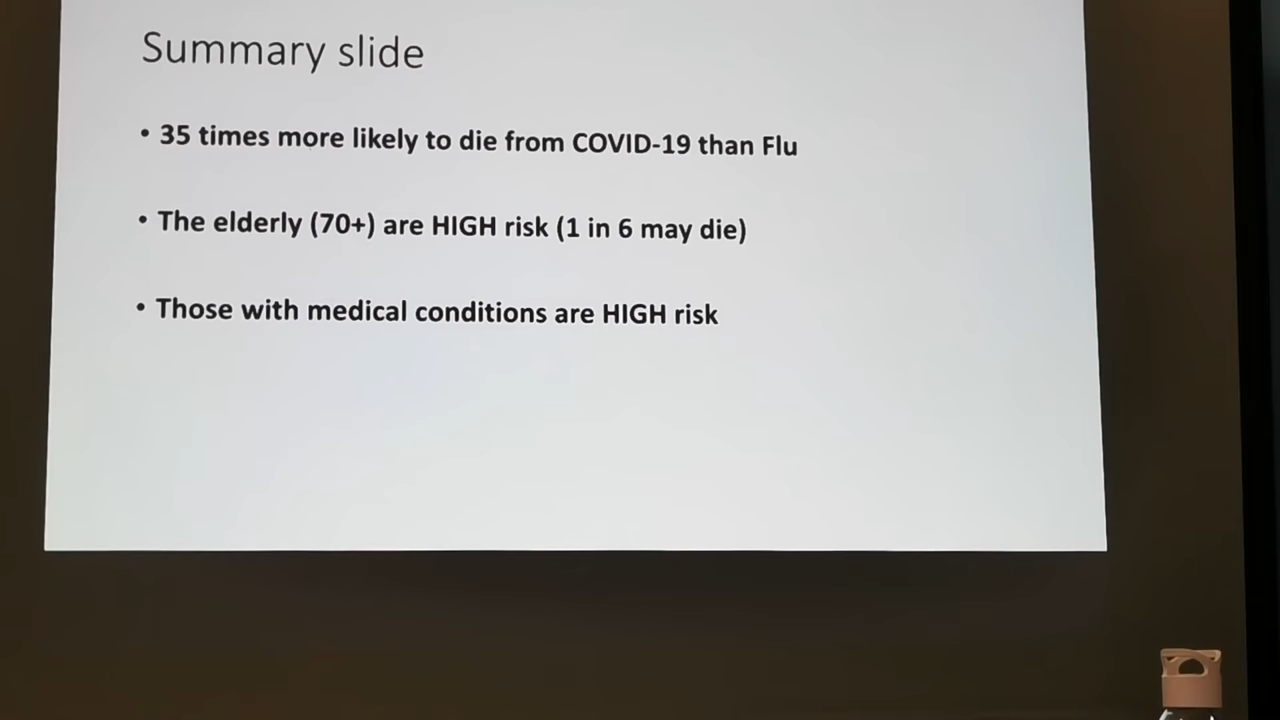 Summary slide
• 35 times more likely to die from COVID-19 than Flu
• The elderly (70+) are HIGH risk (1 in 6 may die)
• Those with medical conditions are HIGH risk